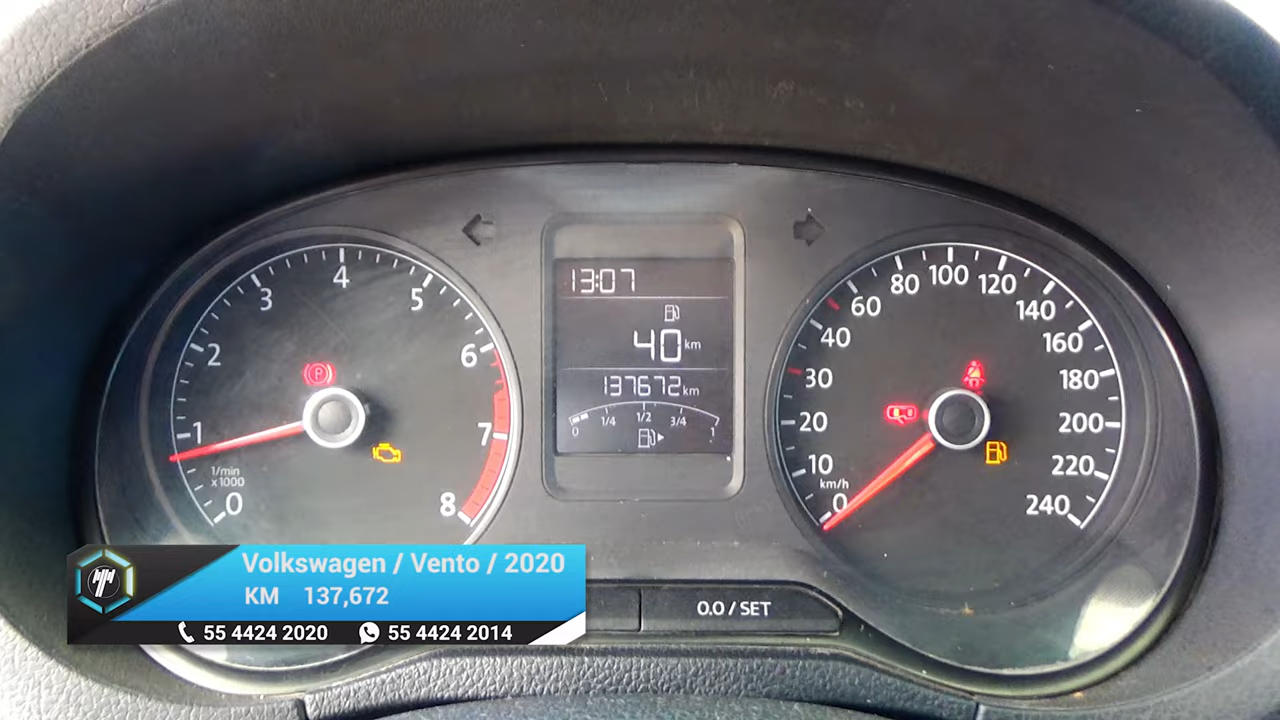 13:07
40 km
137672 km
0 1/4 1/2 3/4 1
0 1 2 3 4 5 6 7 8
1/min
x1000
P
0 10 20 30 40 60 80 100 120 140 160 180 200 220 240
km/h
0.0 / SET
Volkswagen / Vento / 2020
KM 137,672
55 4424 2020 55 4424 2014